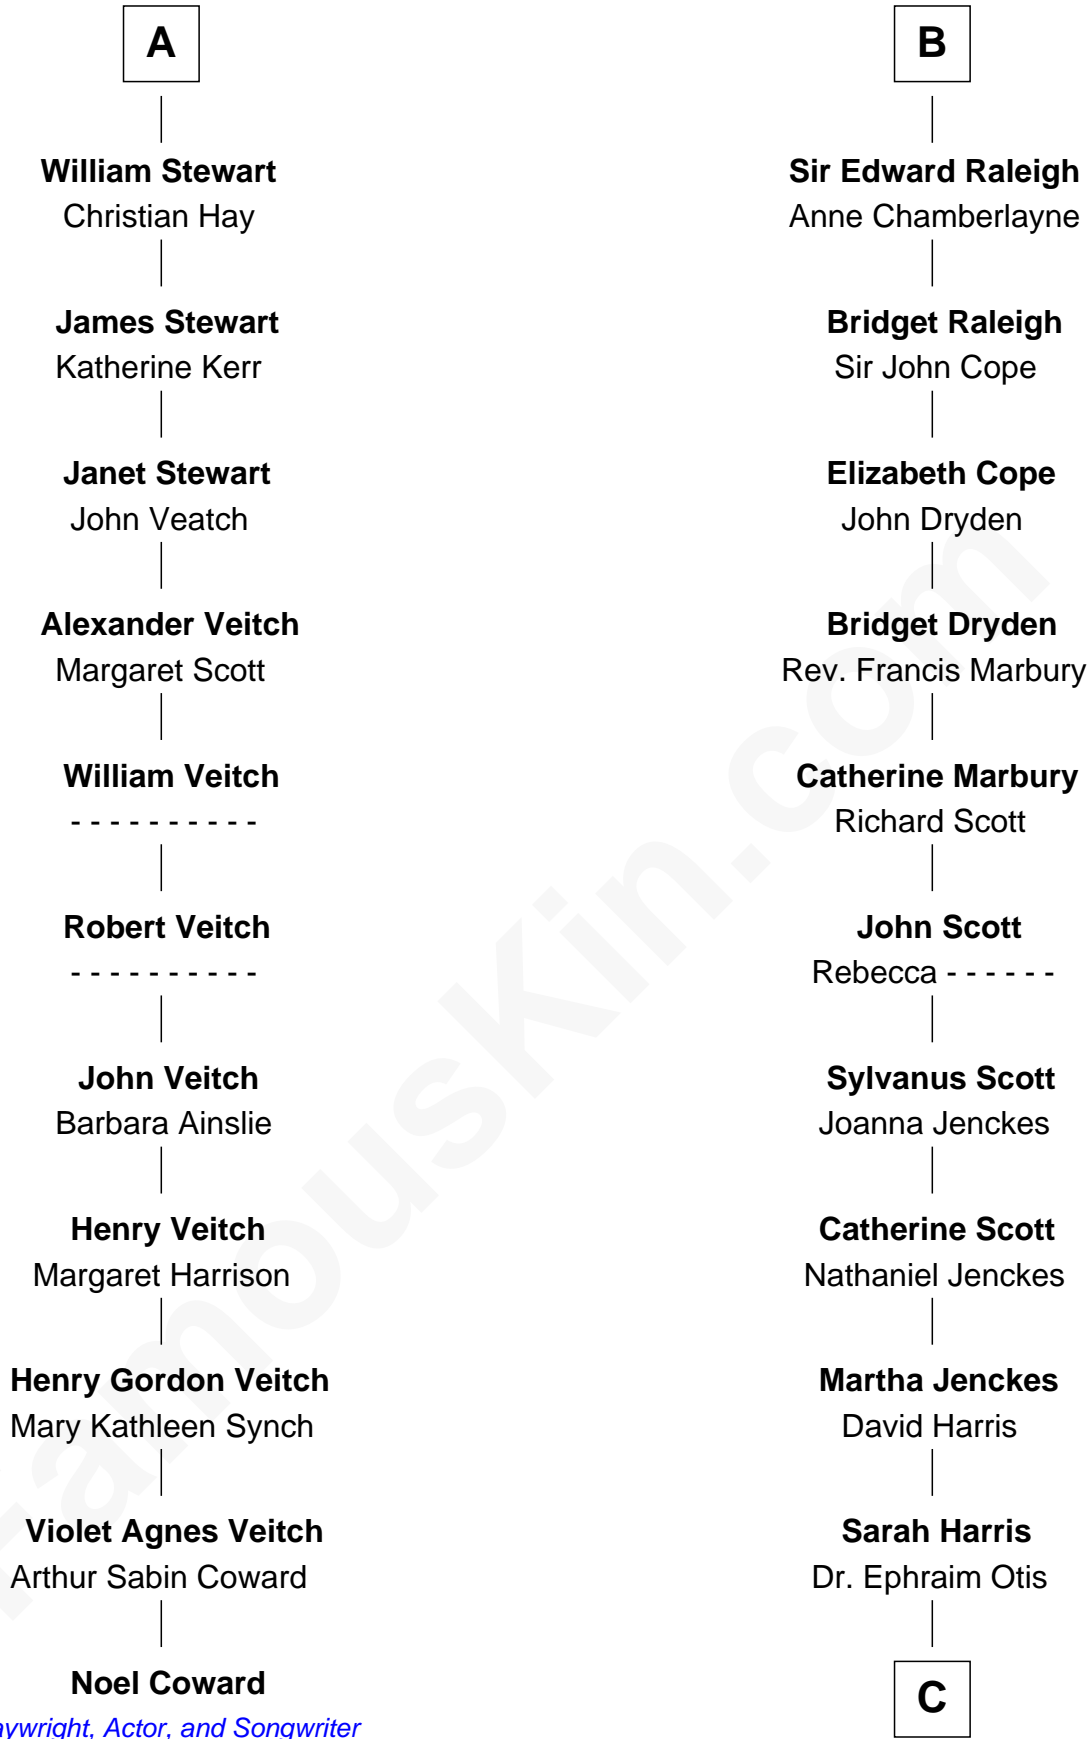 A
William Stewart
Christian Hay
James Stewart
Katherine Kerr
Janet Stewart
John Veatch
Alexander Veitch
Margaret Scott
William Veitch
- - - - - - - - - -
Robert Veitch
- - - - - - - - - -
John Veitch
Barbara Ainslie
Henry Veitch
Margaret Harrison
Henry Gordon Veitch
Mary Kathleen Synch
Violet Agnes Veitch
Arthur Sabin Coward
Noel Coward
Actor, and Songwriter
B
Sir Edward Raleigh
Anne Chamberlayne
Bridget Raleigh
Sir John Cope
Elizabeth Cope
John Dryden
Bridget Dryden
Rev. Francis Marbury
Catherine Marbury
Richard Scott
John Scott
Rebecca - - - - - -
Sylvanus Scott
Joanna Jenckes
Catherine Scott
Nathaniel Jenckes
Martha Jenckes
David Harris
Sarah Harris
Dr. Ephraim Otis
C
FamousKin.com